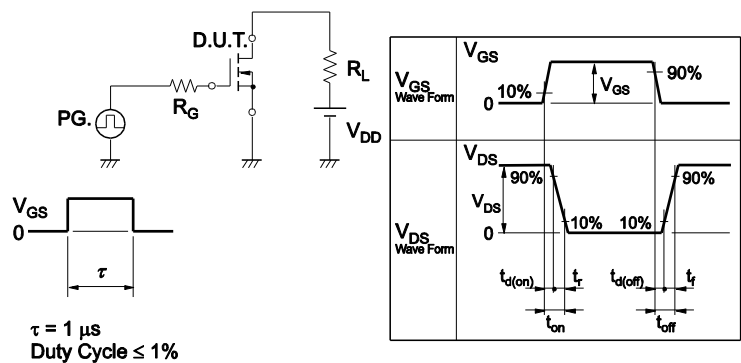 D.U.T.
R_L
R_G
PG.
V_DD
V_GS
0
τ
τ = 1 μs
Duty Cycle ≤ 1%
V_GS
Wave Form
V_GS
10%
V_GS
90%
0
V_DS
Wave Form
V_DS
90%
V_DS
90%
10%
10%
0
t_d(on)
t_r
t_d(off)
t_f
t_on
t_off